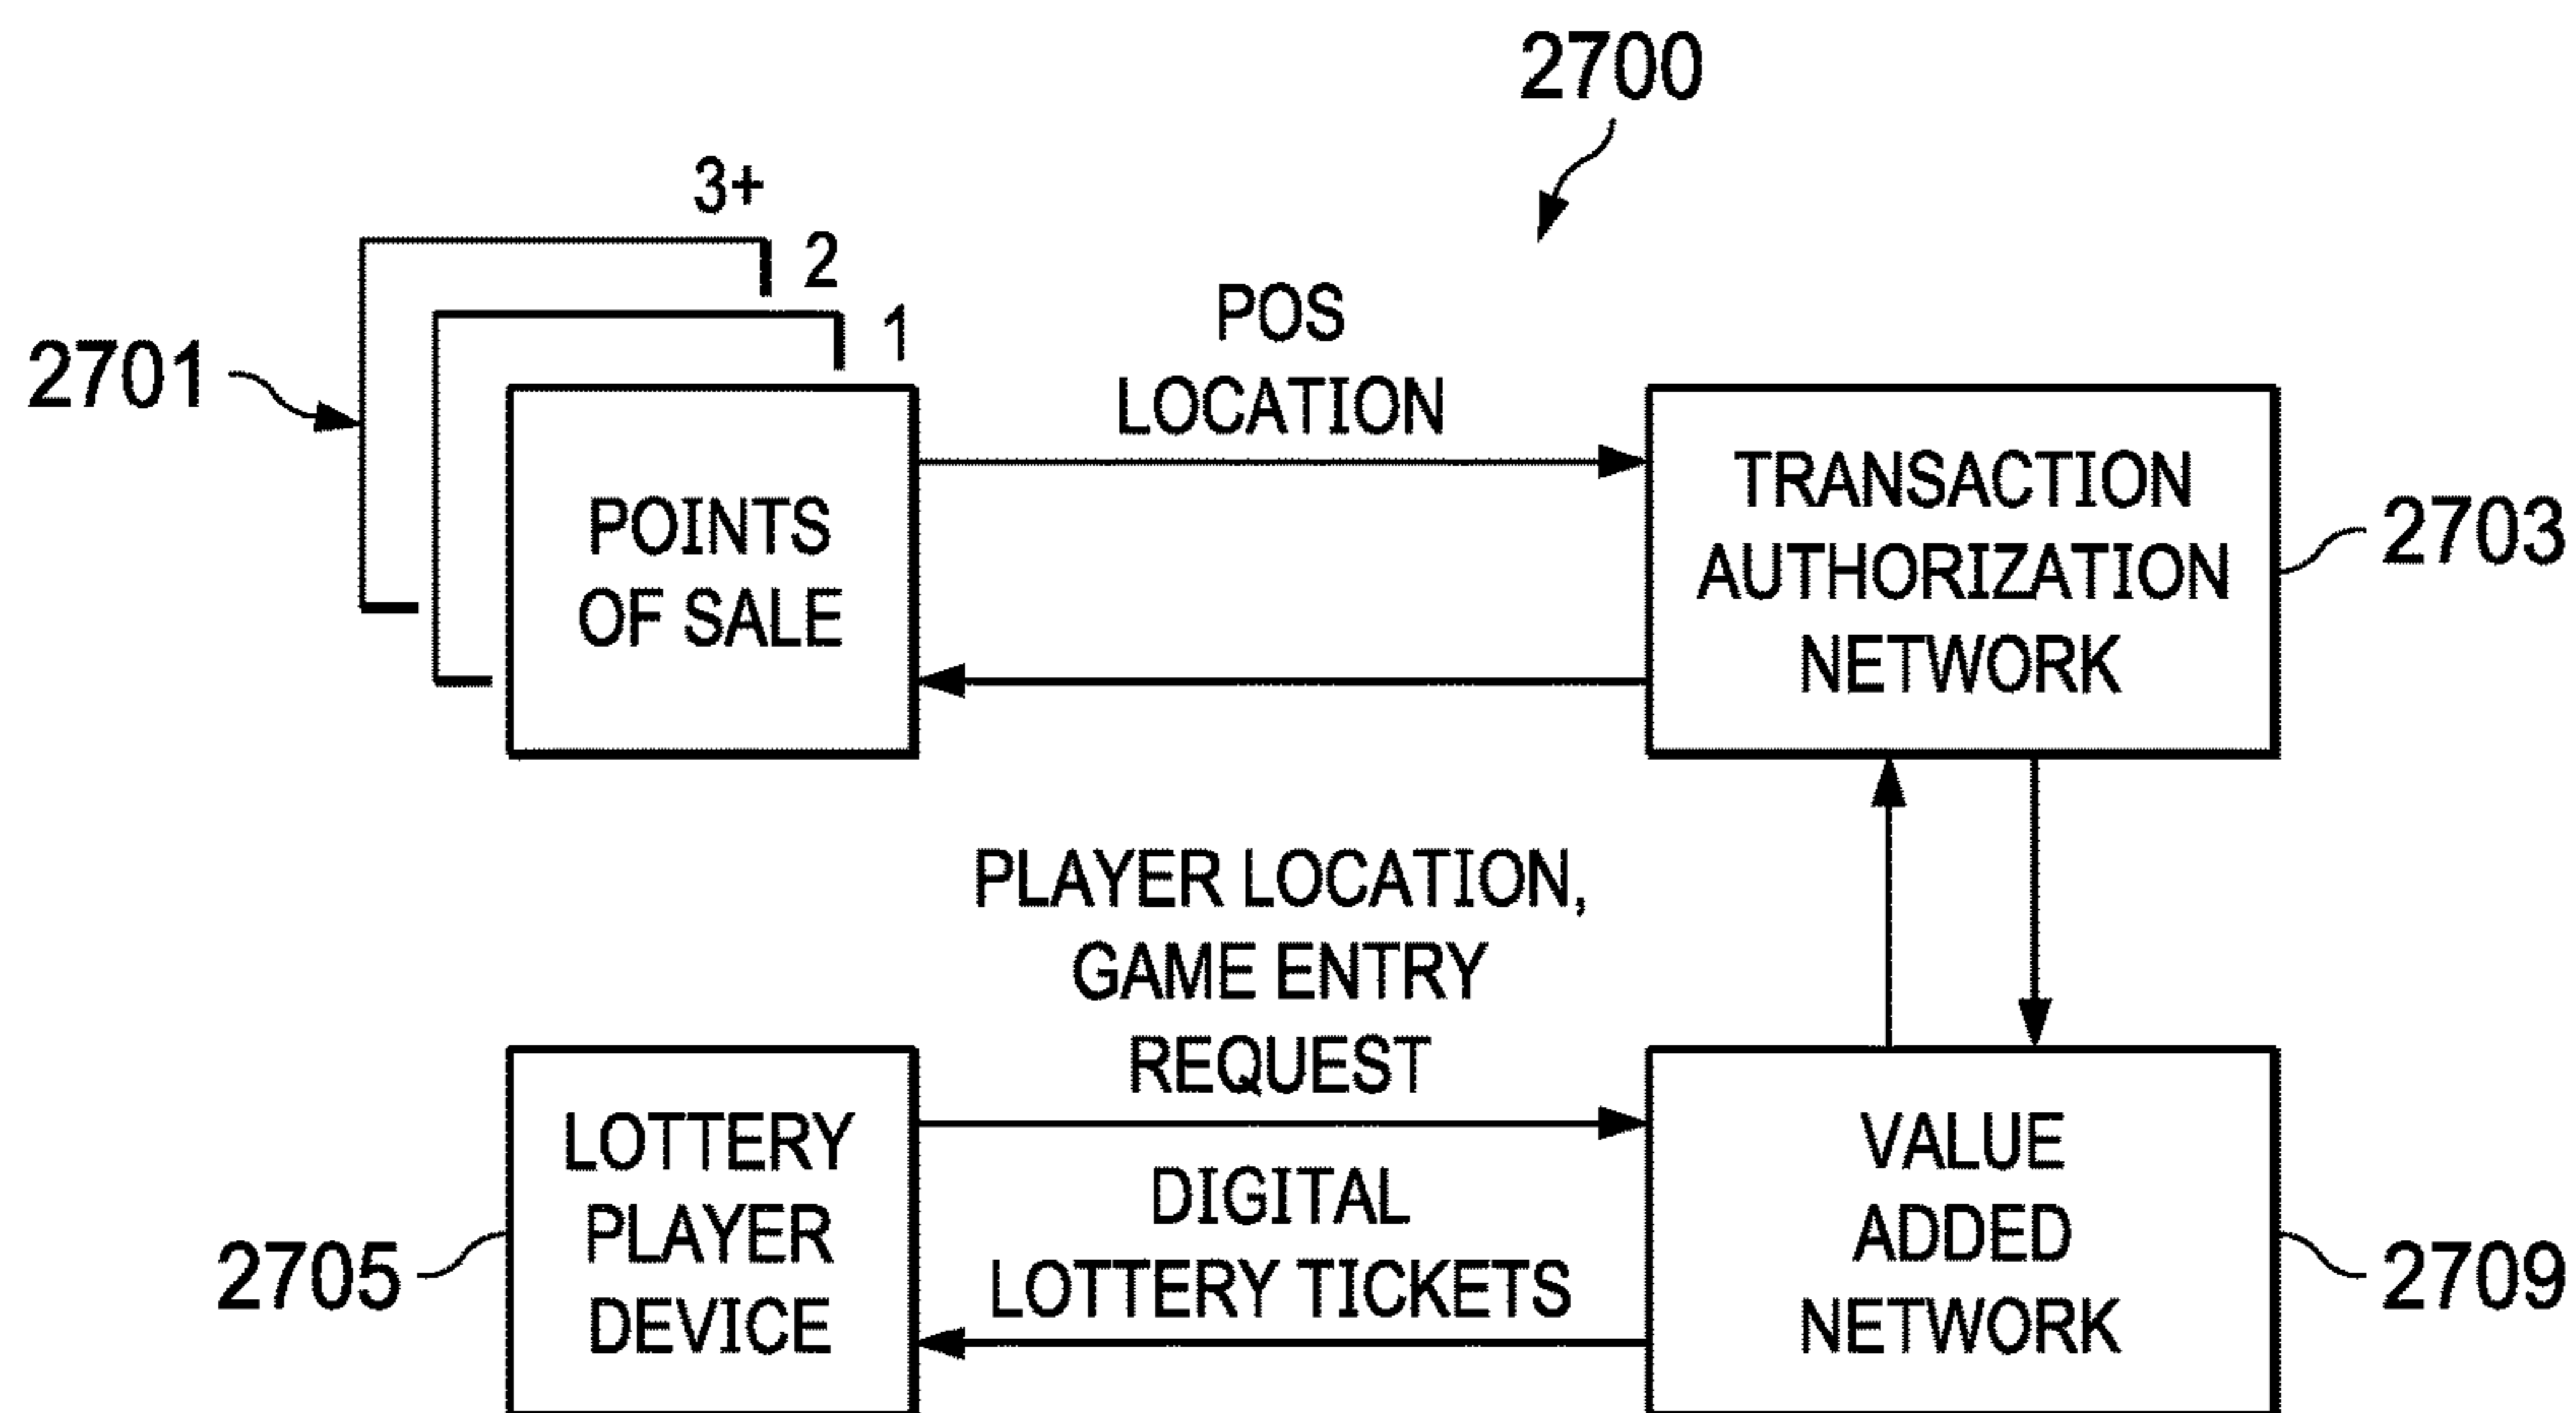 2700
3+
2
1
2701
POS
LOCATION
POINTS
OF SALE
TRANSACTION
AUTHORIZATION
NETWORK
2703
PLAYER LOCATION,
GAME ENTRY
REQUEST
LOTTERY
PLAYER
DEVICE
2705
DIGITAL
LOTTERY TICKETS
VALUE
ADDED
NETWORK
2709